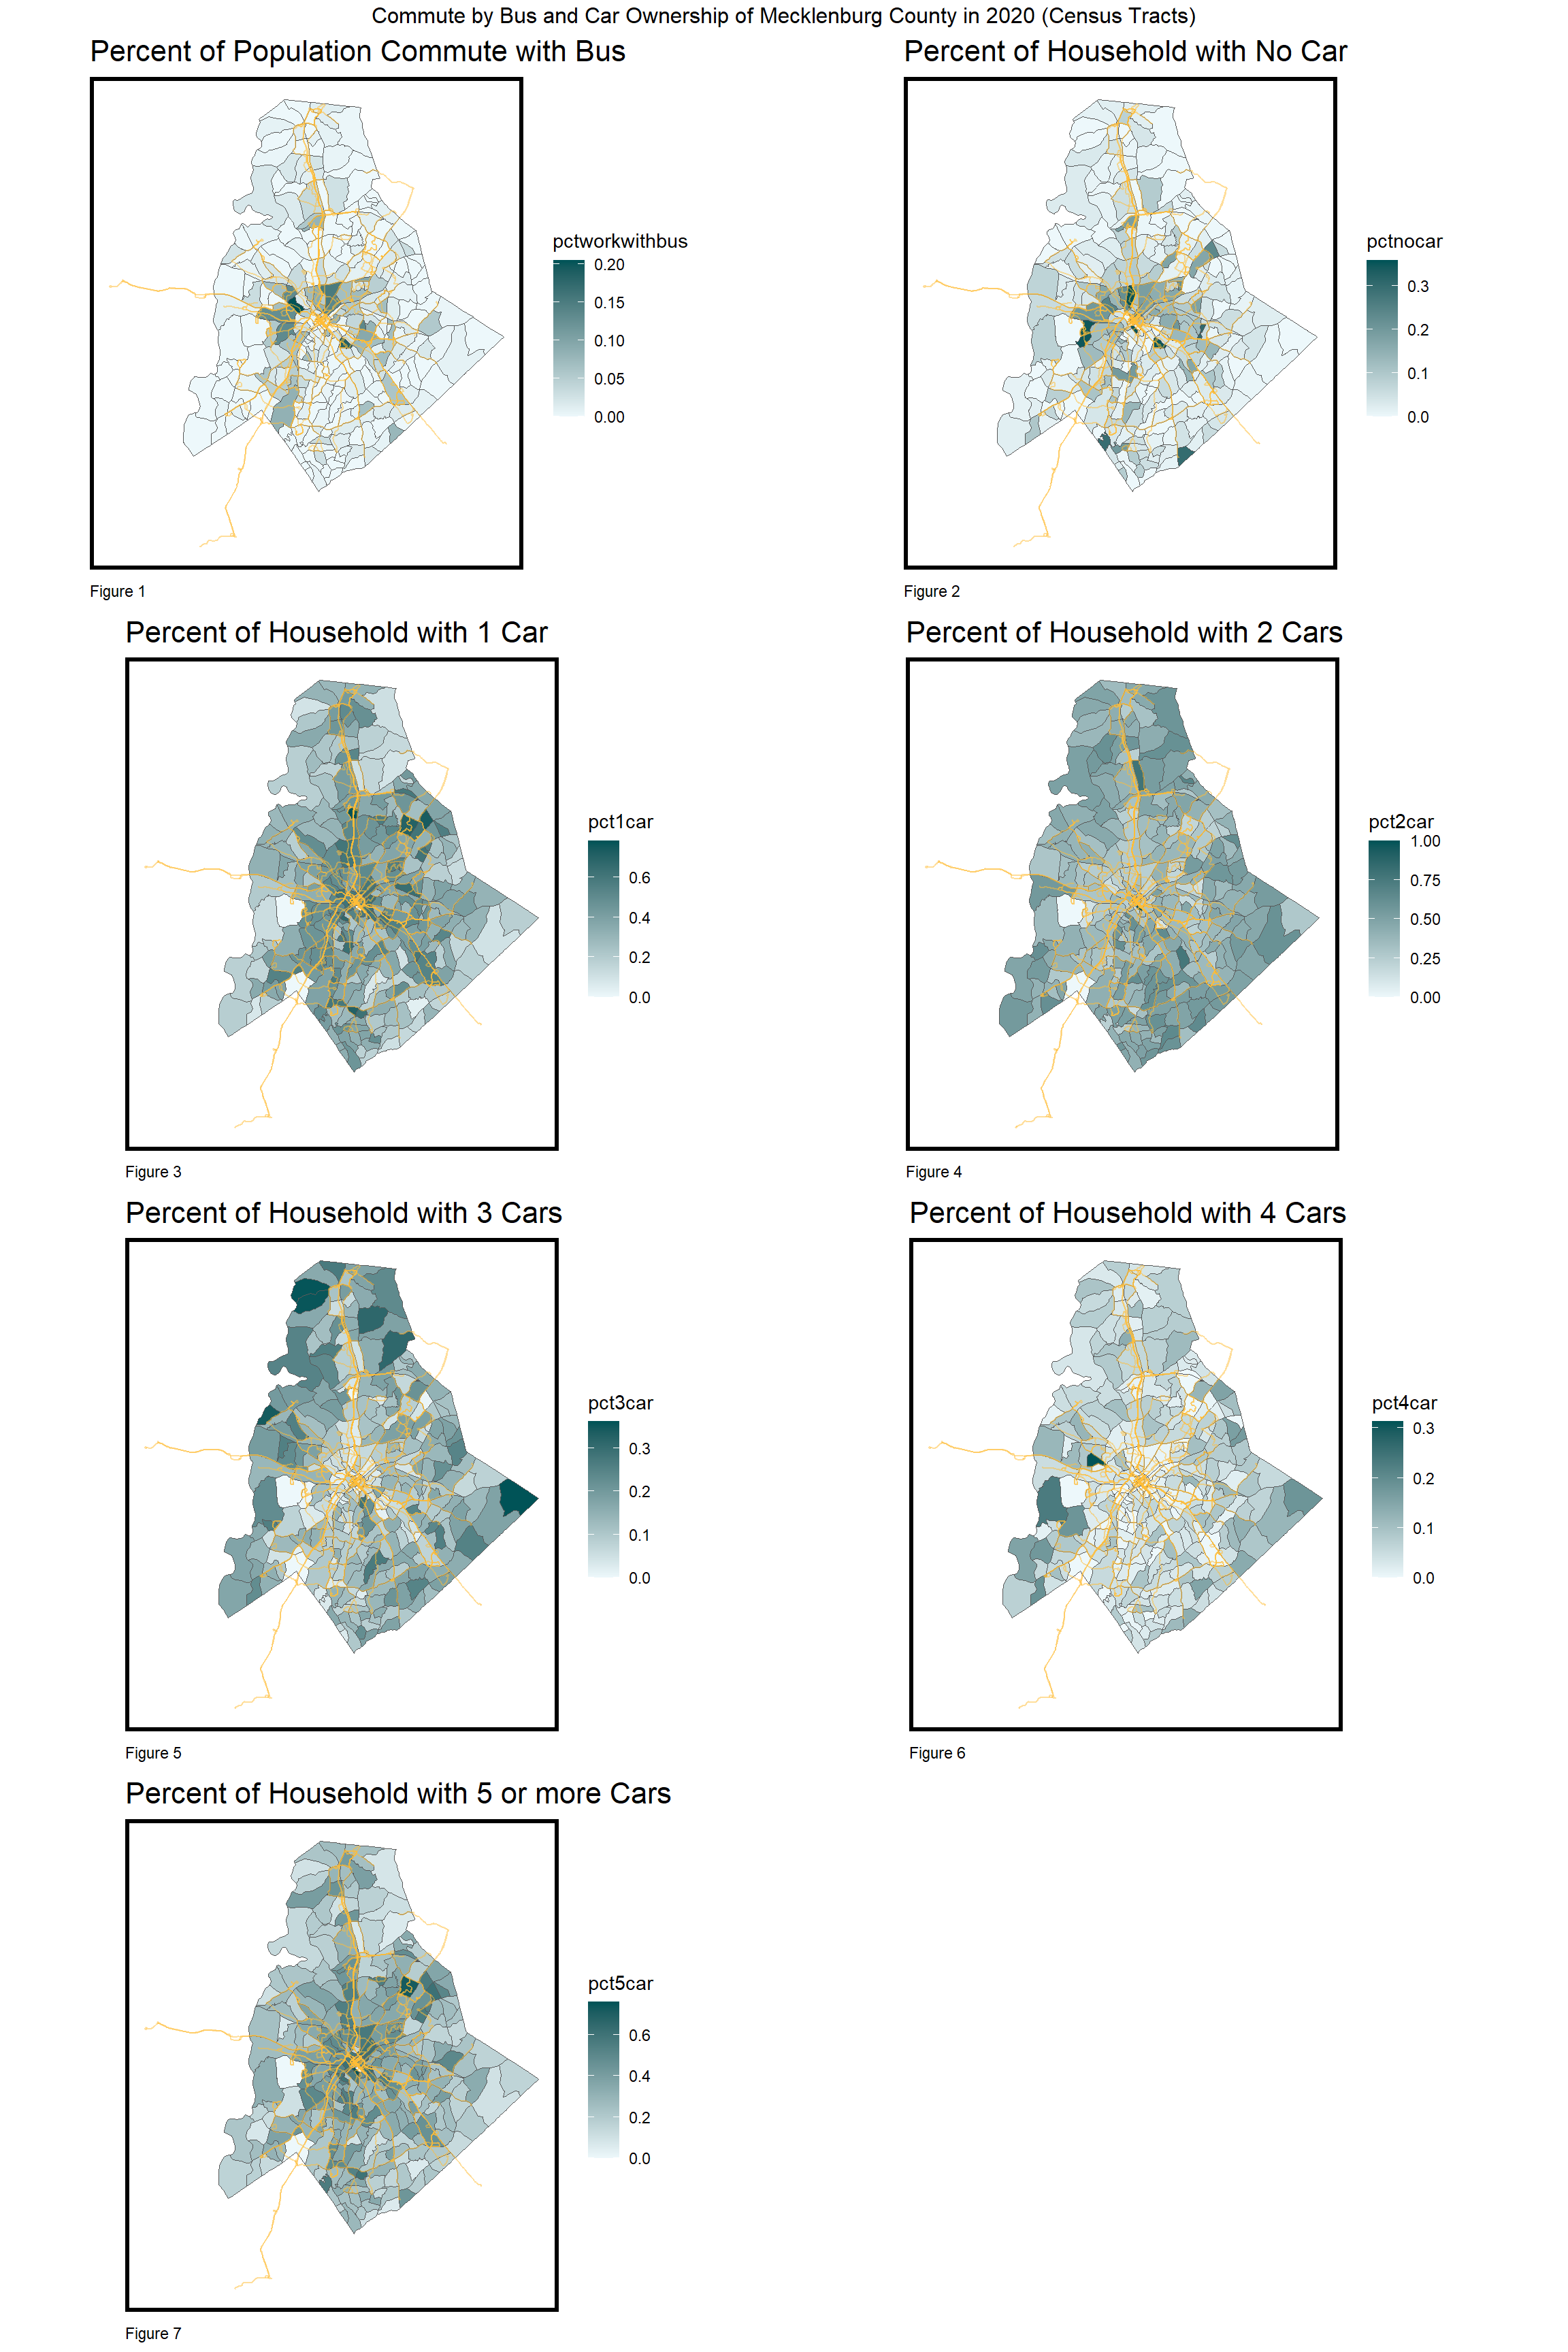 Commute by Bus and Car Ownership of Mecklenburg County in 2020 (Census Tracts)
Percent of Population Commute with Bus
pctworkwithbus
0.20
0.15
0.10
0.05
0.00
Figure 1
Percent of Household with No Car
pctnocar
0.3
0.2
0.1
0.0
Figure 2
Percent of Household with 1 Car
pct1car
0.6
0.4
0.2
0.0
Figure 3
Percent of Household with 2 Cars
pct2car
1.00
0.75
0.50
0.25
0.00
Figure 4
Percent of Household with 3 Cars
pct3car
0.3
0.2
0.1
0.0
Figure 5
Percent of Household with 4 Cars
pct4car
0.3
0.2
0.1
0.0
Figure 6
Percent of Household with 5 or more Cars
pct5car
0.6
0.4
0.2
0.0
Figure 7